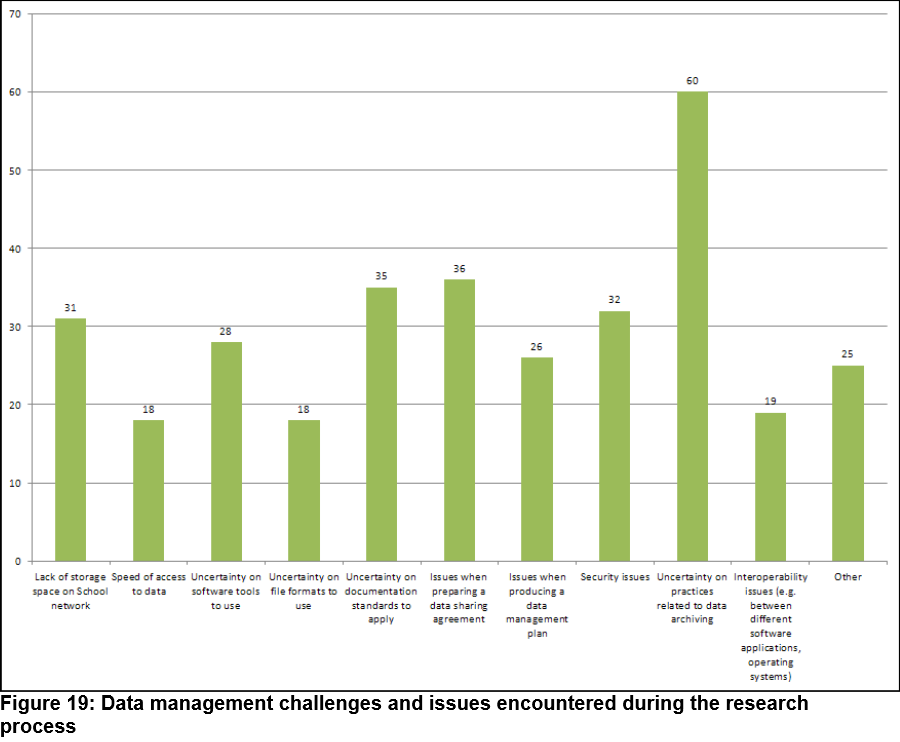 70
60
50
40
30
20
10
0
31
18
28
18
35
36
26
32
60
19
25
Lack of storage
space on School
network
Speed of access
to data
Uncertainty on
software tools
to use
Uncertainty on
file formats to
use
Uncertainty on
documentation
standards to
apply
Issues when
preparing a
data sharing
agreement
Issues when
producing a
data
management
plan
Security issues
Uncertainty on
practices
related to data
archiving
Interoperability
issues (e.g.
between
different
software
applications,
operating
systems)
Other
Figure 19: Data management challenges and issues encountered during the research
process